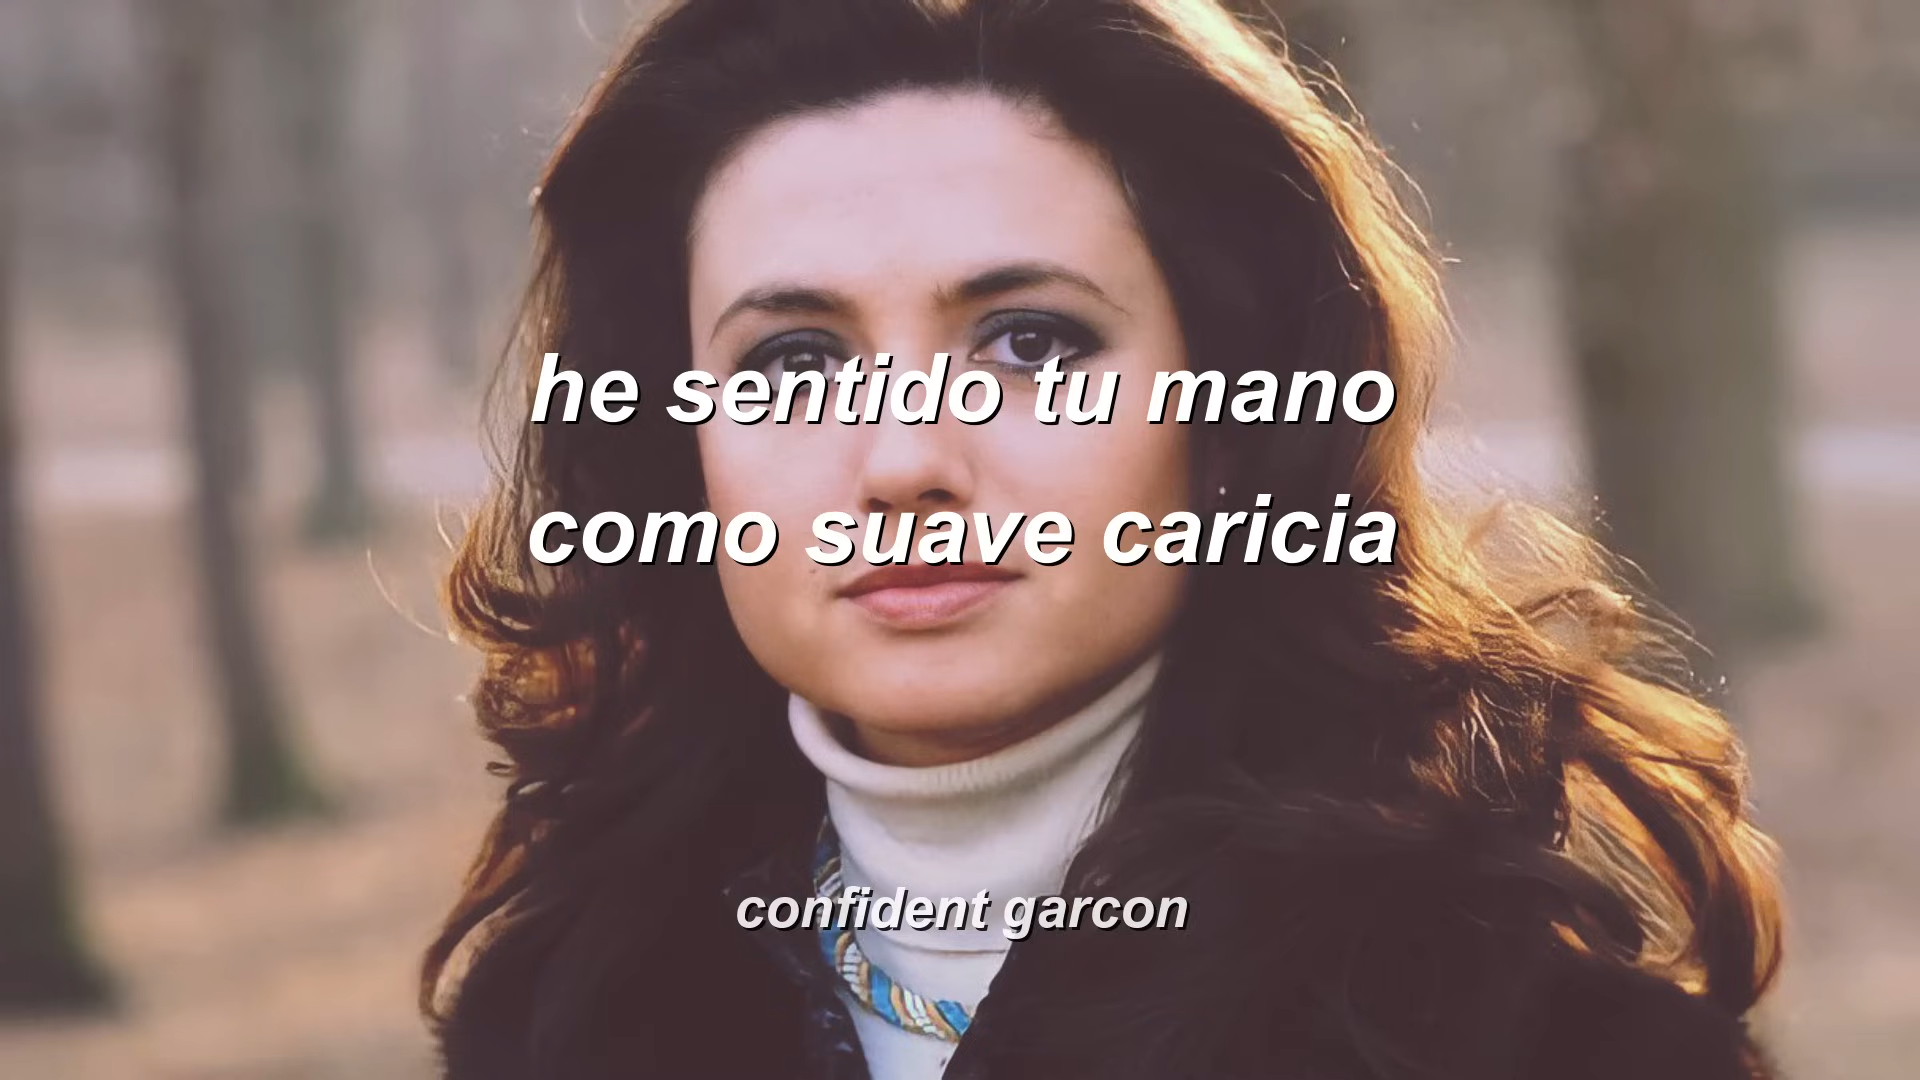 he sentido tu mano
como suave caricia
confident garcon